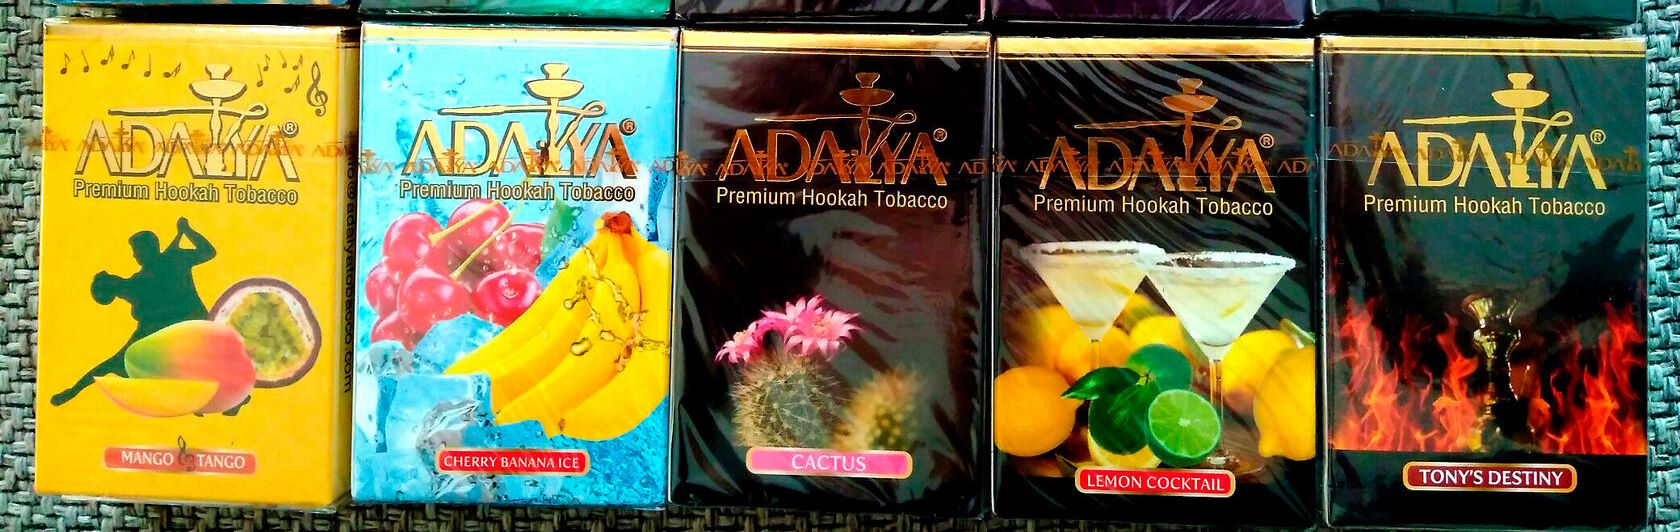 ADALYA®
Premium Hookah Tobacco
MANGO TANGO
ADALYA®
Premium Hookah Tobacco
CHERRY BANANA ICE
ADALYA®
Premium Hookah Tobacco
CACTUS
ADALYA®
Premium Hookah Tobacco
LEMON COCKTAIL
ADALYA®
Premium Hookah Tobacco
TONY'S DESTINY